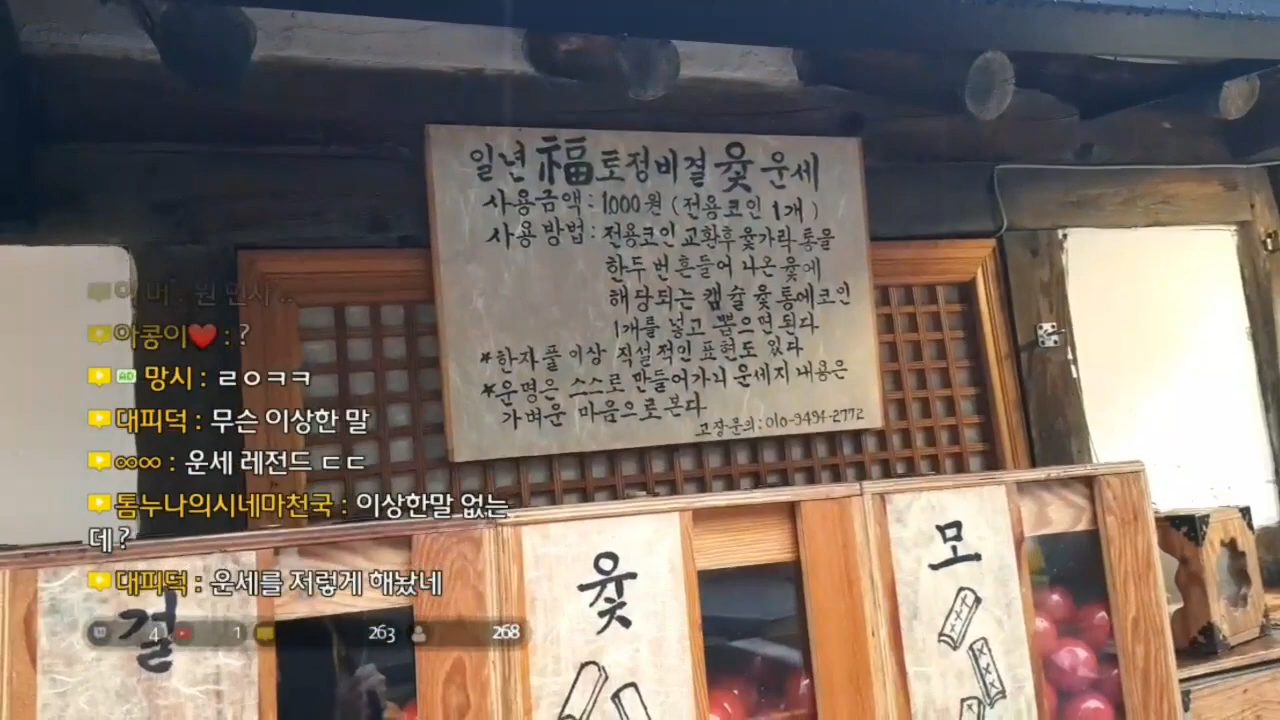 일년 福 토정비결 윷 운세
사용금액 : 1000원 (전용코인 1개)
사용 방법 : 전용코인 교환후 윷가락 통을
한두 번 흔들어 나온 윷에
해당되는 캡슐 윷통에 코인
1개를 넣고 뽑으면 된다
*한자 풀이상 직설적인 표현도 있다
*운명은 스스로 만들어가니 운세지 내용은
가벼운 마음으로 본다
고장문의 : 010-9494-2772
아콩이❤️ : ?
AD 망시 : ㄹㅇㅋㅋ
대피덕 : 무슨 이상한 말
∞∞ : 운세 레전드 ㄷㄷ
톰누나의시네마천국 : 이상한말 없는
데?
대피덕 : 운세를 저렇게 해놨네
4 1 263 268
걸
윷
모